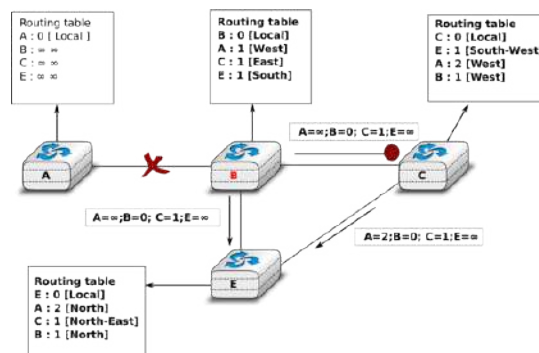 Routing table
A : 0 [ Local ]
B : ∞ ∞
C : ∞ ∞
E : ∞ ∞
Routing table
B : 0 [Local]
A : 1 [West]
C : 1 [East]
E : 1 [South]
Routing table
C : 0 [Local]
E : 1 [South-West]
A : 2 [West]
B : 1 [West]
A=∞;B=0; C=1;E=∞
A
B
C
A=∞;B=0; C=1;E=∞
A=2;B=0; C=1;E=∞
E
Routing table
E : 0 [Local]
A : 2 [North]
C : 1 [North-East]
B : 1 [North]